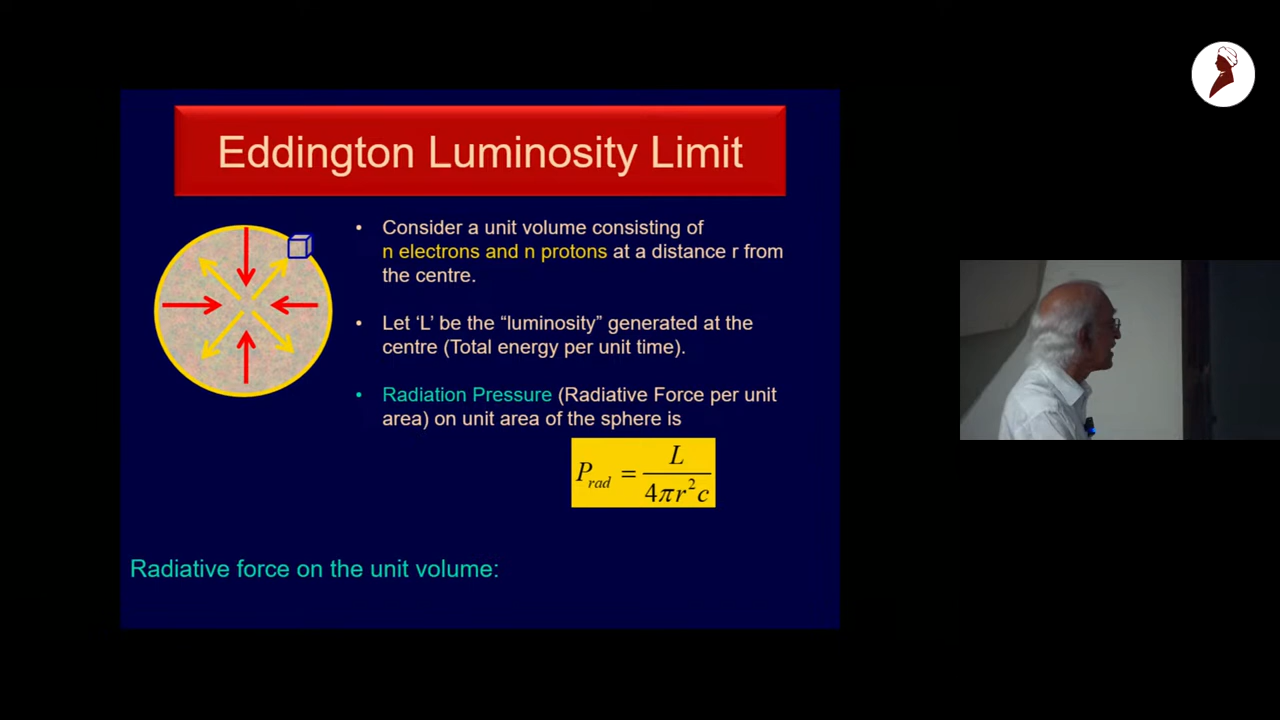 Eddington Luminosity Limit
• Consider a unit volume consisting of
n electrons and n protons at a distance r from
the centre.
• Let ‘L’ be the “luminosity” generated at the
centre (Total energy per unit time).
• Radiation Pressure (Radiative Force per unit
area) on unit area of the sphere is
P_rad = L / 4πr²c
Radiative force on the unit volume: